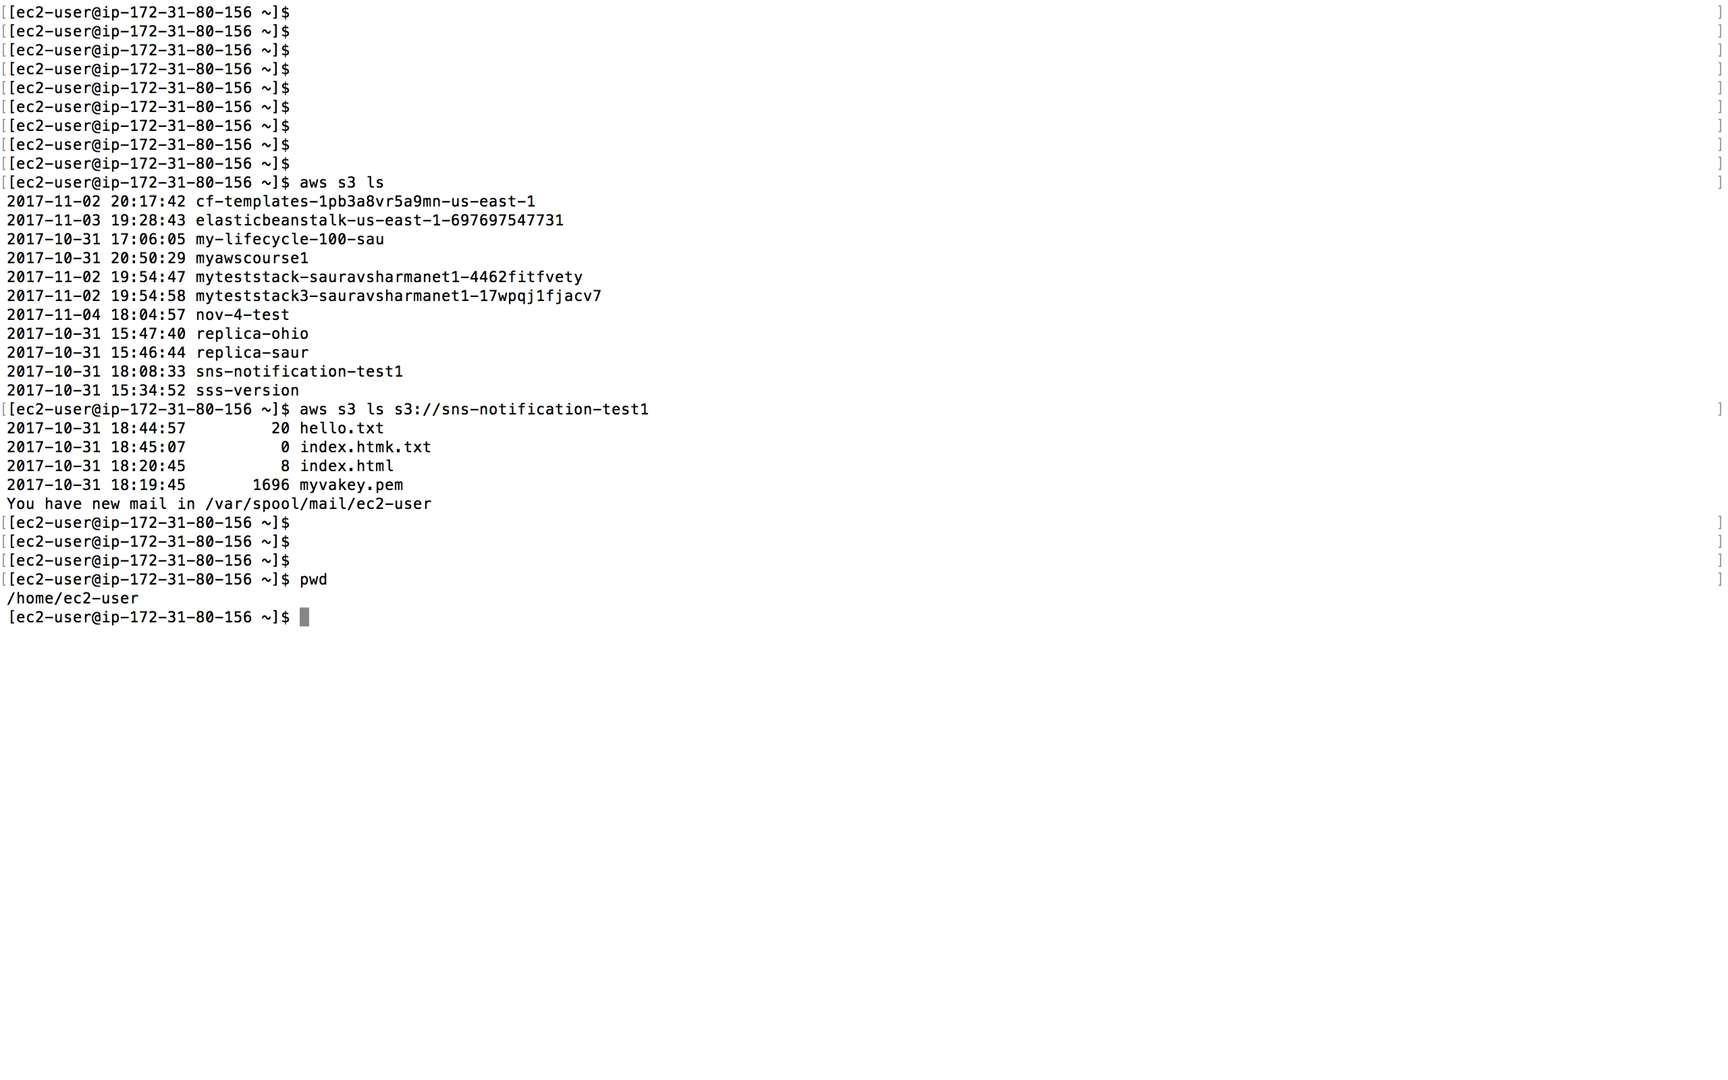 [[ec2-user@ip-172-31-80-156 ~]$ ]
[[ec2-user@ip-172-31-80-156 ~]$ ]
[[ec2-user@ip-172-31-80-156 ~]$ ]
[[ec2-user@ip-172-31-80-156 ~]$ ]
[[ec2-user@ip-172-31-80-156 ~]$ ]
[[ec2-user@ip-172-31-80-156 ~]$ ]
[[ec2-user@ip-172-31-80-156 ~]$ ]
[[ec2-user@ip-172-31-80-156 ~]$ ]
[[ec2-user@ip-172-31-80-156 ~]$ ]
[[ec2-user@ip-172-31-80-156 ~]$ aws s3 ls ]
2017-11-02 20:17:42 cf-templates-1pb3a8vr5a9mn-us-east-1
2017-11-03 19:28:43 elasticbeanstalk-us-east-1-697697547731
2017-10-31 17:06:05 my-lifecycle-100-sau
2017-10-31 20:50:29 myawscourse1
2017-11-02 19:54:47 myteststack-sauravsharmanet1-4462fitfvety
2017-11-02 19:54:58 myteststack3-sauravsharmanet1-17wpqj1fjacv7
2017-11-04 18:04:57 nov-4-test
2017-10-31 15:47:40 replica-ohio
2017-10-31 15:46:44 replica-saur
2017-10-31 18:08:33 sns-notification-test1
2017-10-31 15:34:52 sss-version
[[ec2-user@ip-172-31-80-156 ~]$ aws s3 ls s3://sns-notification-test1 ]
2017-10-31 18:44:57         20 hello.txt
2017-10-31 18:45:07          0 index.htmk.txt
2017-10-31 18:20:45          8 index.html
2017-10-31 18:19:45       1696 myvakey.pem
You have new mail in /var/spool/mail/ec2-user
[[ec2-user@ip-172-31-80-156 ~]$ ]
[[ec2-user@ip-172-31-80-156 ~]$ ]
[[ec2-user@ip-172-31-80-156 ~]$ ]
[[ec2-user@ip-172-31-80-156 ~]$ pwd ]
/home/ec2-user
[ec2-user@ip-172-31-80-156 ~]$